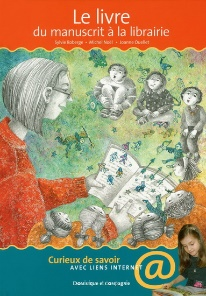 Le livre
du manuscrit à la librairie
Sylvie Roberge • Michel Noël • Joanne Ouellet
Curieux de savoir
AVEC LIENS INTERNET
@
Dominique et compagnie